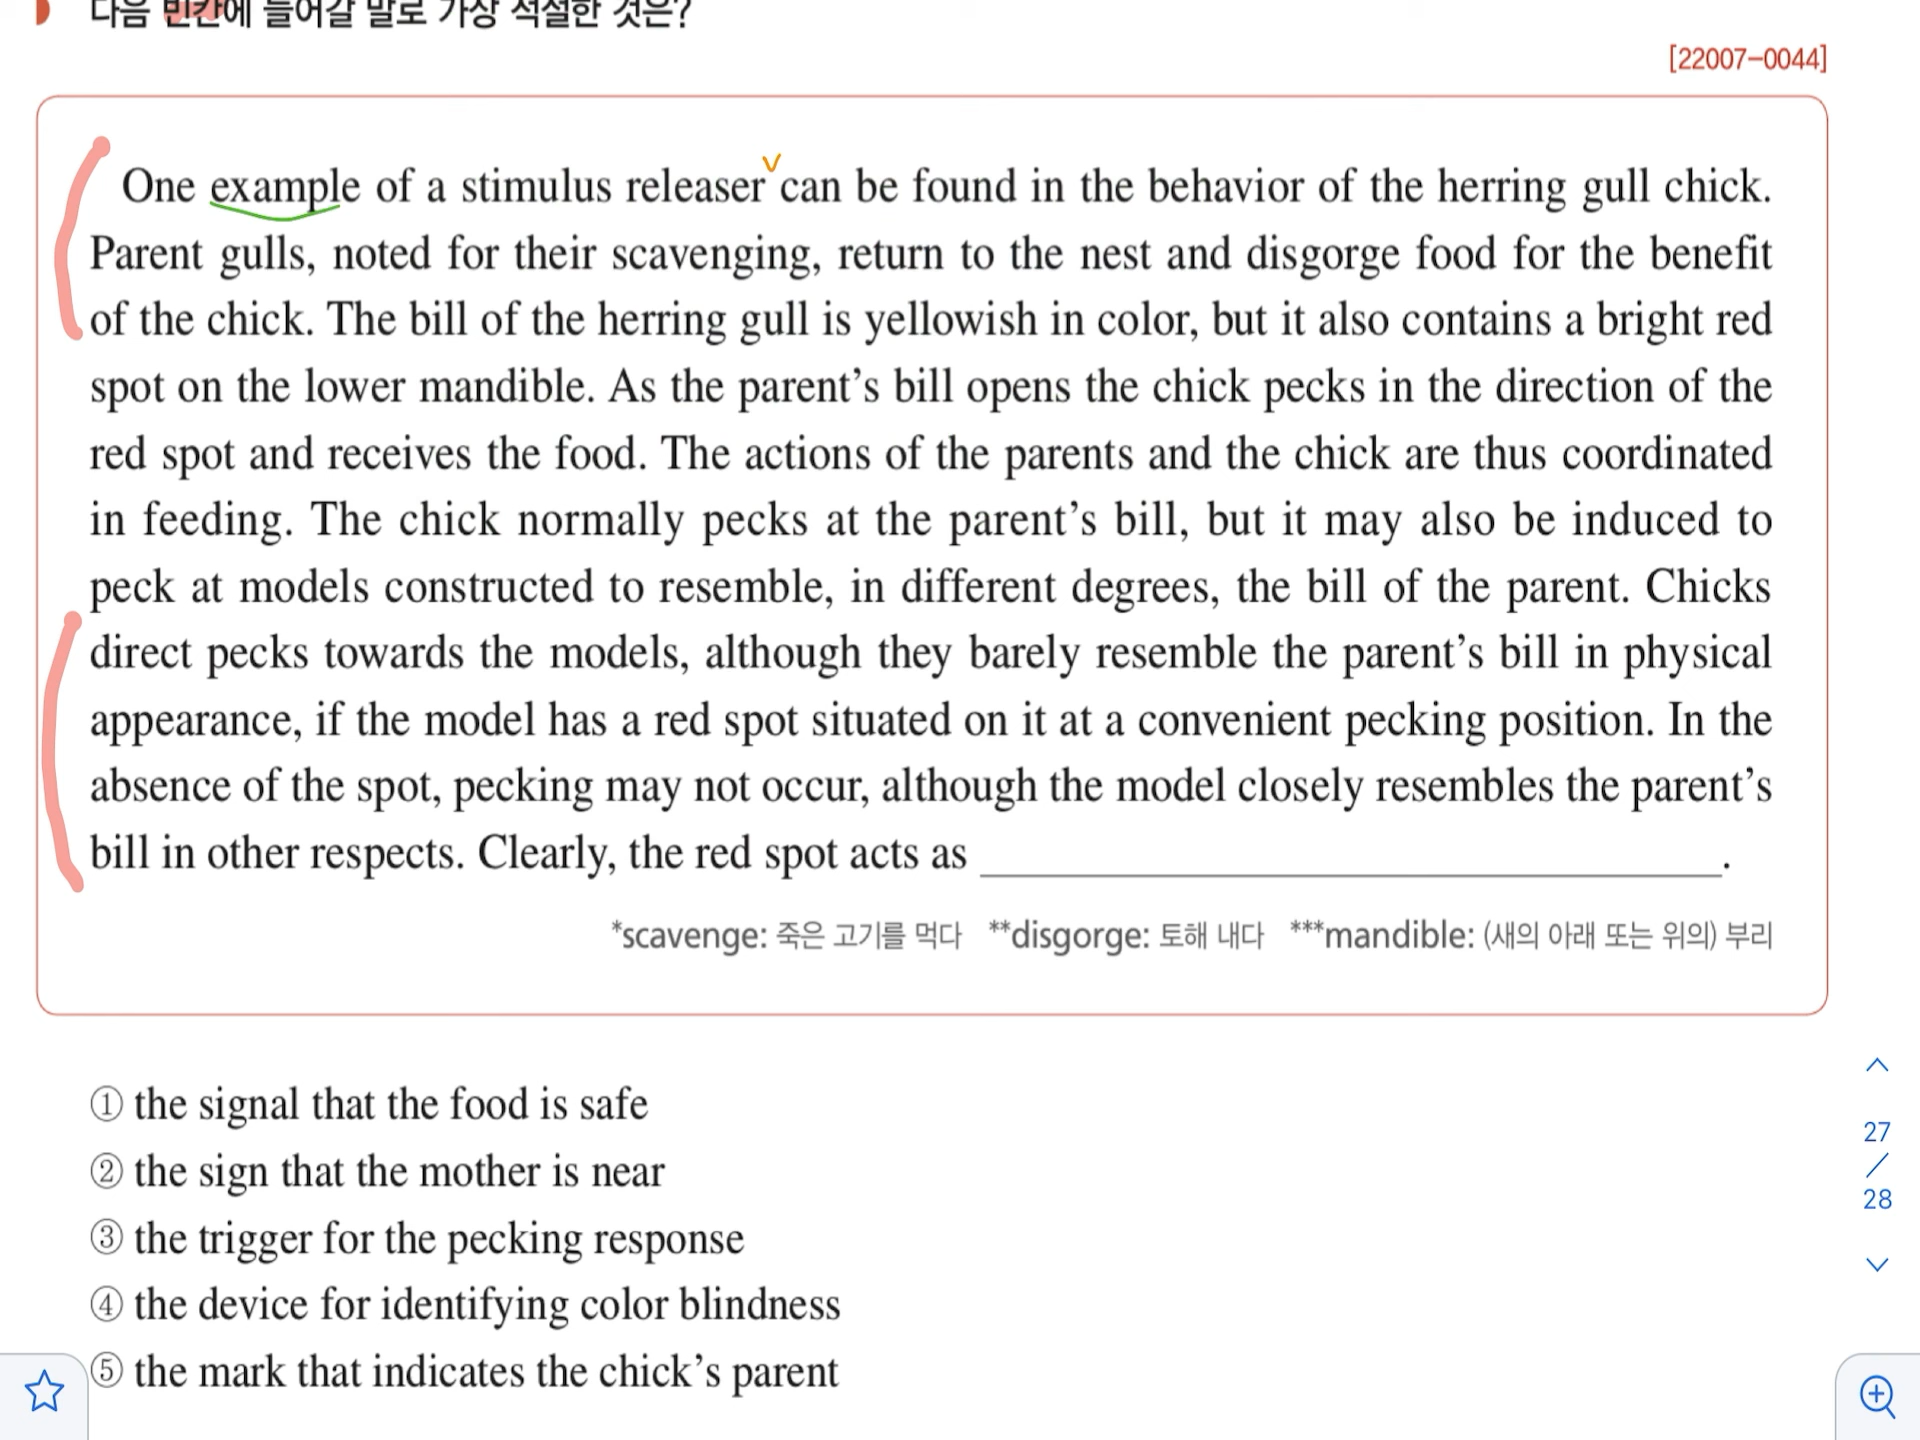 다음 빈칸에 들어갈 말로 가장 적절한 것은?
[22007-0044]
One example of a stimulus releaser can be found in the behavior of the herring gull chick.
Parent gulls, noted for their scavenging, return to the nest and disgorge food for the benefit
of the chick. The bill of the herring gull is yellowish in color, but it also contains a bright red
spot on the lower mandible. As the parent’s bill opens the chick pecks in the direction of the
red spot and receives the food. The actions of the parents and the chick are thus coordinated
in feeding. The chick normally pecks at the parent’s bill, but it may also be induced to
peck at models constructed to resemble, in different degrees, the bill of the parent. Chicks
direct pecks towards the models, although they barely resemble the parent’s bill in physical
appearance, if the model has a red spot situated on it at a convenient pecking position. In the
absence of the spot, pecking may not occur, although the model closely resembles the parent’s
bill in other respects. Clearly, the red spot acts as ____________________.
*scavenge: 죽은 고기를 먹다 **disgorge: 토해 내다 ***mandible: (새의 아래 또는 위의) 부리
① the signal that the food is safe
② the sign that the mother is near
③ the trigger for the pecking response
④ the device for identifying color blindness
⑤ the mark that indicates the chick’s parent
27
/
28